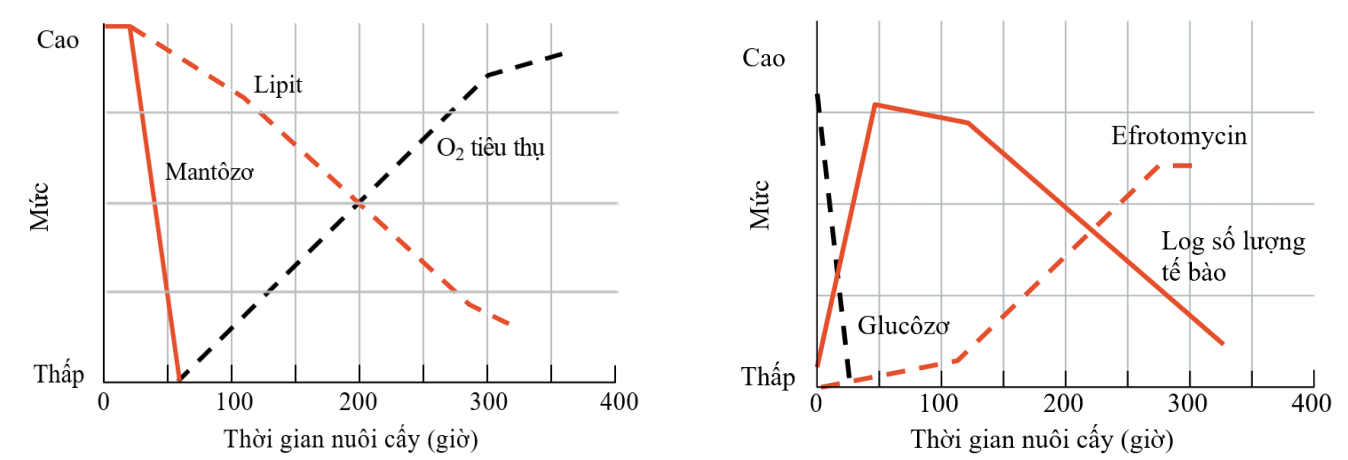 Cao
Lipit
O₂ tiêu thụ
Mantôzơ
Mức
Thấp
0 100 200 300 400
Thời gian nuôi cấy (giờ)
Cao
Efrotomycin
Mức
Log số lượng
tế bào
Glucôzơ
Thấp
0 100 200 300 400
Thời gian nuôi cấy (giờ)